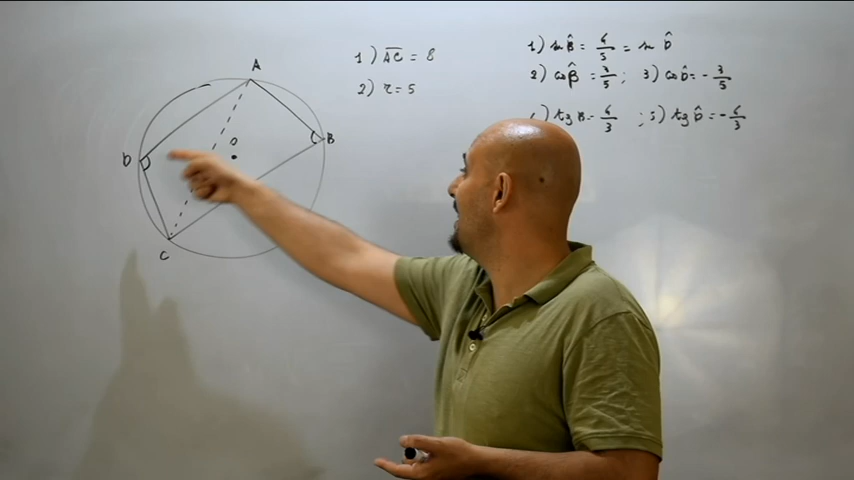 A
O
B
D
C
1) AC = 8
2) r = 5
1) sin β̂ = 4/5 = sin D̂
2) cos β̂ = 3/5 ; 3) cos D̂ = -3/5
) tg β = 4/3 ; 5) tg D̂ = -4/3